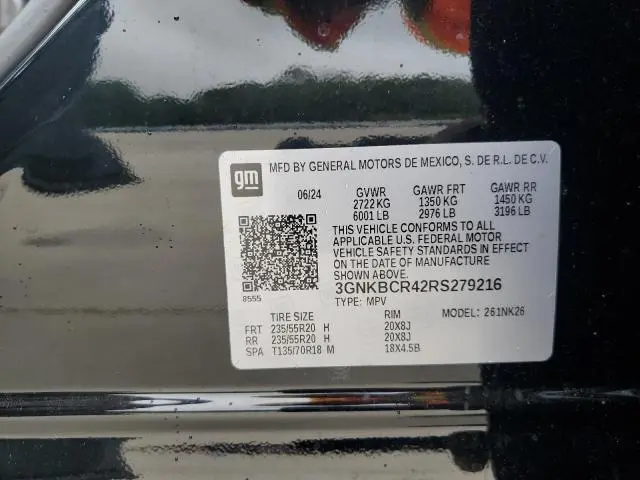 gm
MFD BY GENERAL MOTORS DE MEXICO, S. DE R.L. DE C.V.
06/24 GVWR GAWR FRT GAWR RR
2722 KG 1350 KG 1450 KG
6001 LB 2976 LB 3196 LB
THIS VEHICLE CONFORMS TO ALL
APPLICABLE U.S. FEDERAL MOTOR
VEHICLE SAFETY STANDARDS IN EFFECT
ON THE DATE OF MANUFACTURE
SHOWN ABOVE.
3GNKBCR42RS279216
8555
TYPE: MPV
TIRE SIZE RIM MODEL: 261NK26
FRT 235/55R20 H 20X8J
RR 235/55R20 H 20X8J
SPA T135/70R18 M 18X4.5B